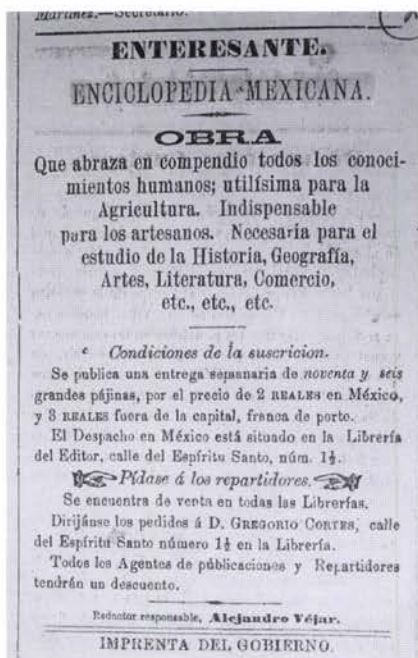 Martinez.—Secretario.
ENTERESANTE.
ENCICLOPEDIA MEXICANA.
OBRA
Que abraza en compendio todos los conoci-
mientos humanos; utilísima para la
Agricultura. Indispensable
para los artesanos. Necesaria para el
estudio de la Historia, Geografía,
Artes, Literatura, Comercio,
etc., etc., etc.
Condiciones de la suscricion.
Se publica una entrega semanaria de noventa y seis
grandes pájinas, por el precio de 2 REALES en México,
y 3 REALES fuera de la capital, franca de porte.
El Despacho en México está situado en la Librería
del Editor, calle del Espíritu Santo, núm. 1½.
Pídase á los repartidores.
Se encuentra de venta en todas las Librerías.
Dirijánse los pedidos á D. GREGORIO CORTES, calle
del Espíritu Santo número 1½ en la Librería.
Todos los Agentes de publicaciones y Repartidores
tendrán un descuento.
Redactor responsable, Alejandro Véjar.
IMPRENTA DEL GOBIERNO.